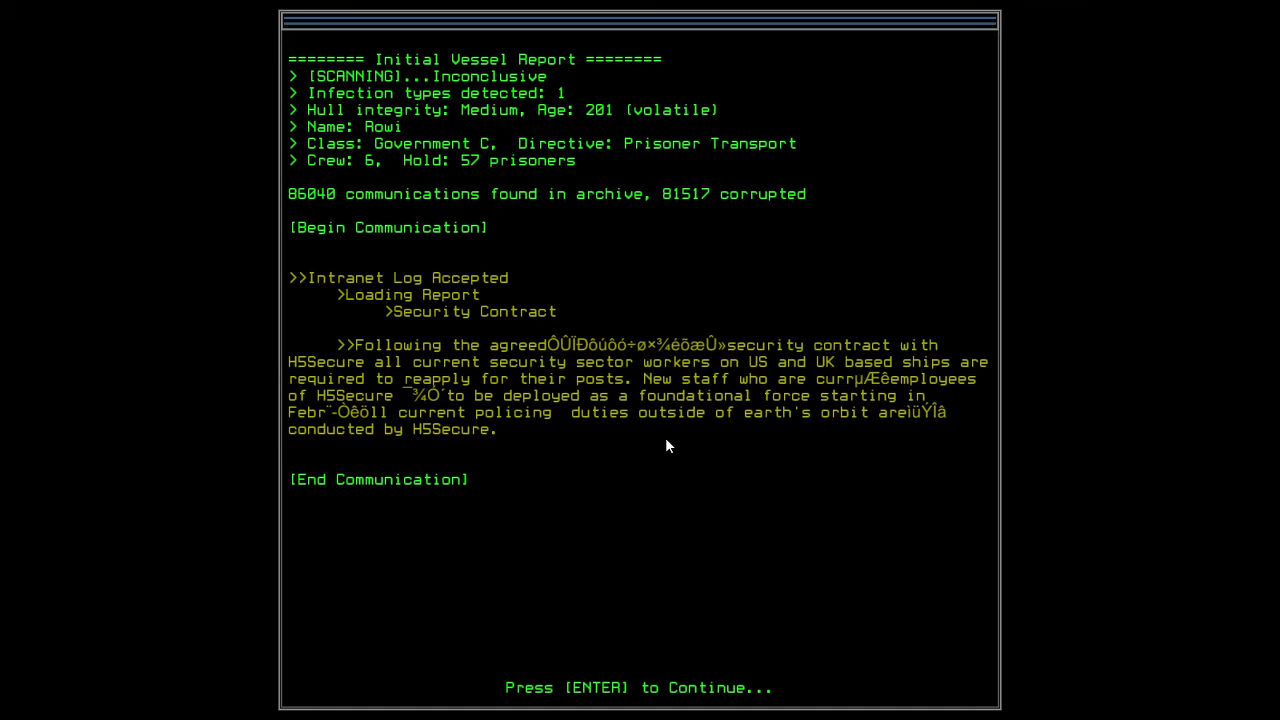 ======== Initial Vessel Report ========
> [SCANNING]...Inconclusive
> Infection types detected: 1
> Hull integrity: Medium, Age: 201 (volatile)
> Name: Rowi
> Class: Government C,  Directive: Prisoner Transport
> Crew: 6,  Hold: 57 prisoners
86040 communications found in archive, 81517 corrupted
[Begin Communication]
>>Intranet Log Accepted
>Loading Report
>Security Contract
>>Following the agreedÔÛÏÐôúôó÷ø×¾éõæÛ»security contract with
H5Secure all current security sector workers on US and UK based ships are
required to reapply for their posts. New staff who are currµÆêemployees
of H5Secure ¯¾Ó´to be deployed as a foundational force starting in
Febr¨-Òêöll current policing  duties outside of earth's orbit areìüÝÎâ
conducted by H5Secure.
[End Communication]
Press [ENTER] to Continue...